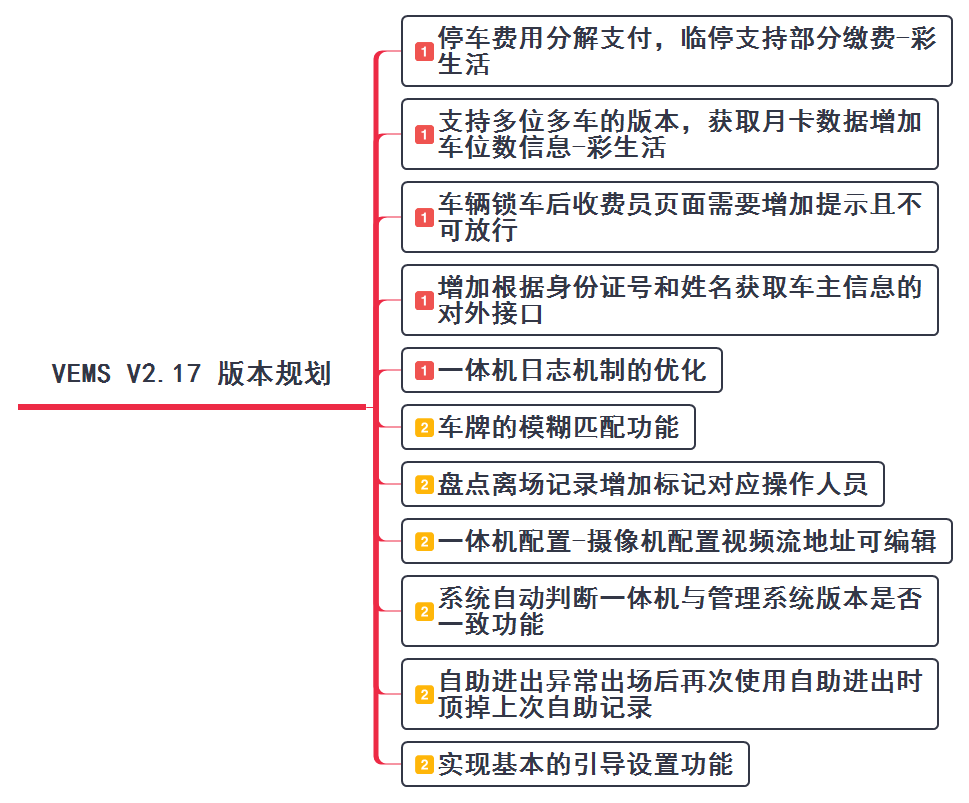 VEMS V2.17 版本规划
1 停车费用分解支付，临停支持部分缴费-彩
生活
1 支持多位多车的版本，获取月卡数据增加
车位数信息-彩生活
1 车辆锁车后收费员页面需要增加提示且不
可放行
1 增加根据身份证号和姓名获取车主信息的
对外接口
1 一体机日志机制的优化
2 车牌的模糊匹配功能
2 盘点离场记录增加标记对应操作人员
2 一体机配置-摄像机配置视频流地址可编辑
2 系统自动判断一体机与管理系统版本是否
一致功能
2 自助进出异常出场后再次使用自助进出时
顶掉上次自助记录
2 实现基本的引导设置功能